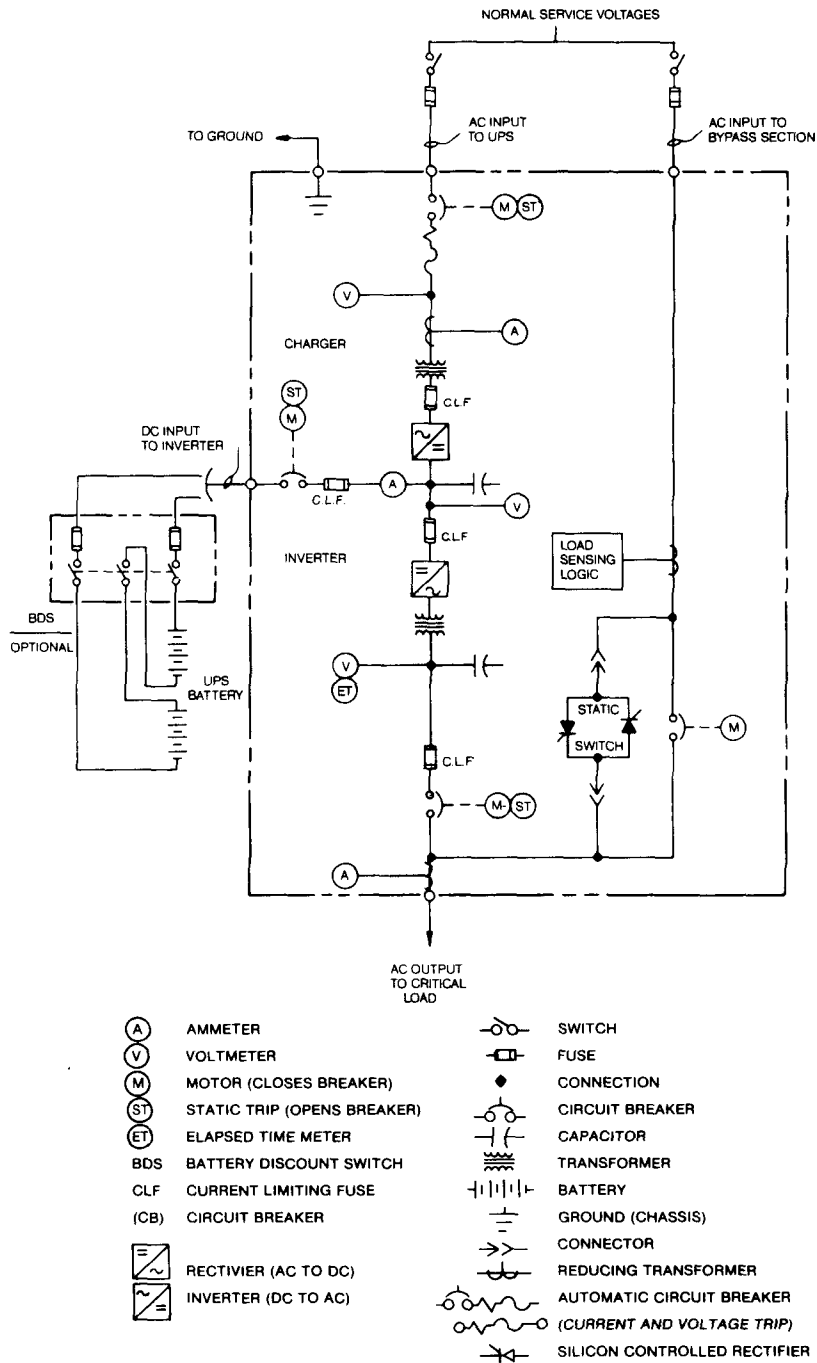 NORMAL SERVICE VOLTAGES
AC INPUT
TO UPS
AC INPUT TO
BYPASS SECTION
TO GROUND
M ST
V
A
CHARGER
C.L.F
ST
M
DC INPUT
TO INVERTER
C.L.F.
A
V
C.L.F
INVERTER
LOAD
SENSING
LOGIC
BDS
OPTIONAL
UPS
BATTERY
V
ET
STATIC
SWITCH
M
C.L.F
M- ST
A
AC OUTPUT
TO CRITICAL
LOAD
A AMMETER
V VOLTMETER
M MOTOR (CLOSES BREAKER)
ST STATIC TRIP (OPENS BREAKER)
ET ELAPSED TIME METER
BDS BATTERY DISCOUNT SWITCH
CLF CURRENT LIMITING FUSE
(CB) CIRCUIT BREAKER
RECTIVIER (AC TO DC)
INVERTER (DC TO AC)
SWITCH
FUSE
CONNECTION
CIRCUIT BREAKER
CAPACITOR
TRANSFORMER
BATTERY
GROUND (CHASSIS)
CONNECTOR
REDUCING TRANSFORMER
AUTOMATIC CIRCUIT BREAKER
(CURRENT AND VOLTAGE TRIP)
SILICON CONTROLLED RECTIFIER